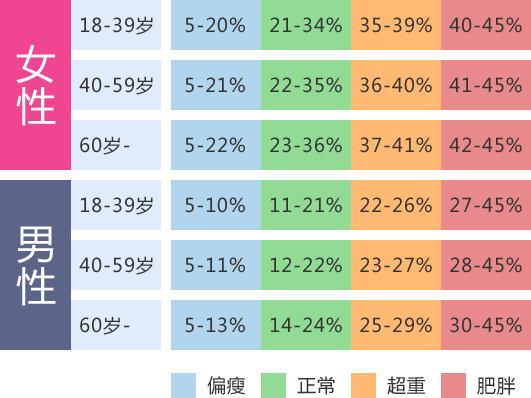 女性
18-39岁 5-20% 21-34% 35-39% 40-45%
40-59岁 5-21% 22-35% 36-40% 41-45%
60岁- 5-22% 23-36% 37-41% 42-45%
男性
18-39岁 5-10% 11-21% 22-26% 27-45%
40-59岁 5-11% 12-22% 23-27% 28-45%
60岁- 5-13% 14-24% 25-29% 30-45%
偏瘦 正常 超重 肥胖